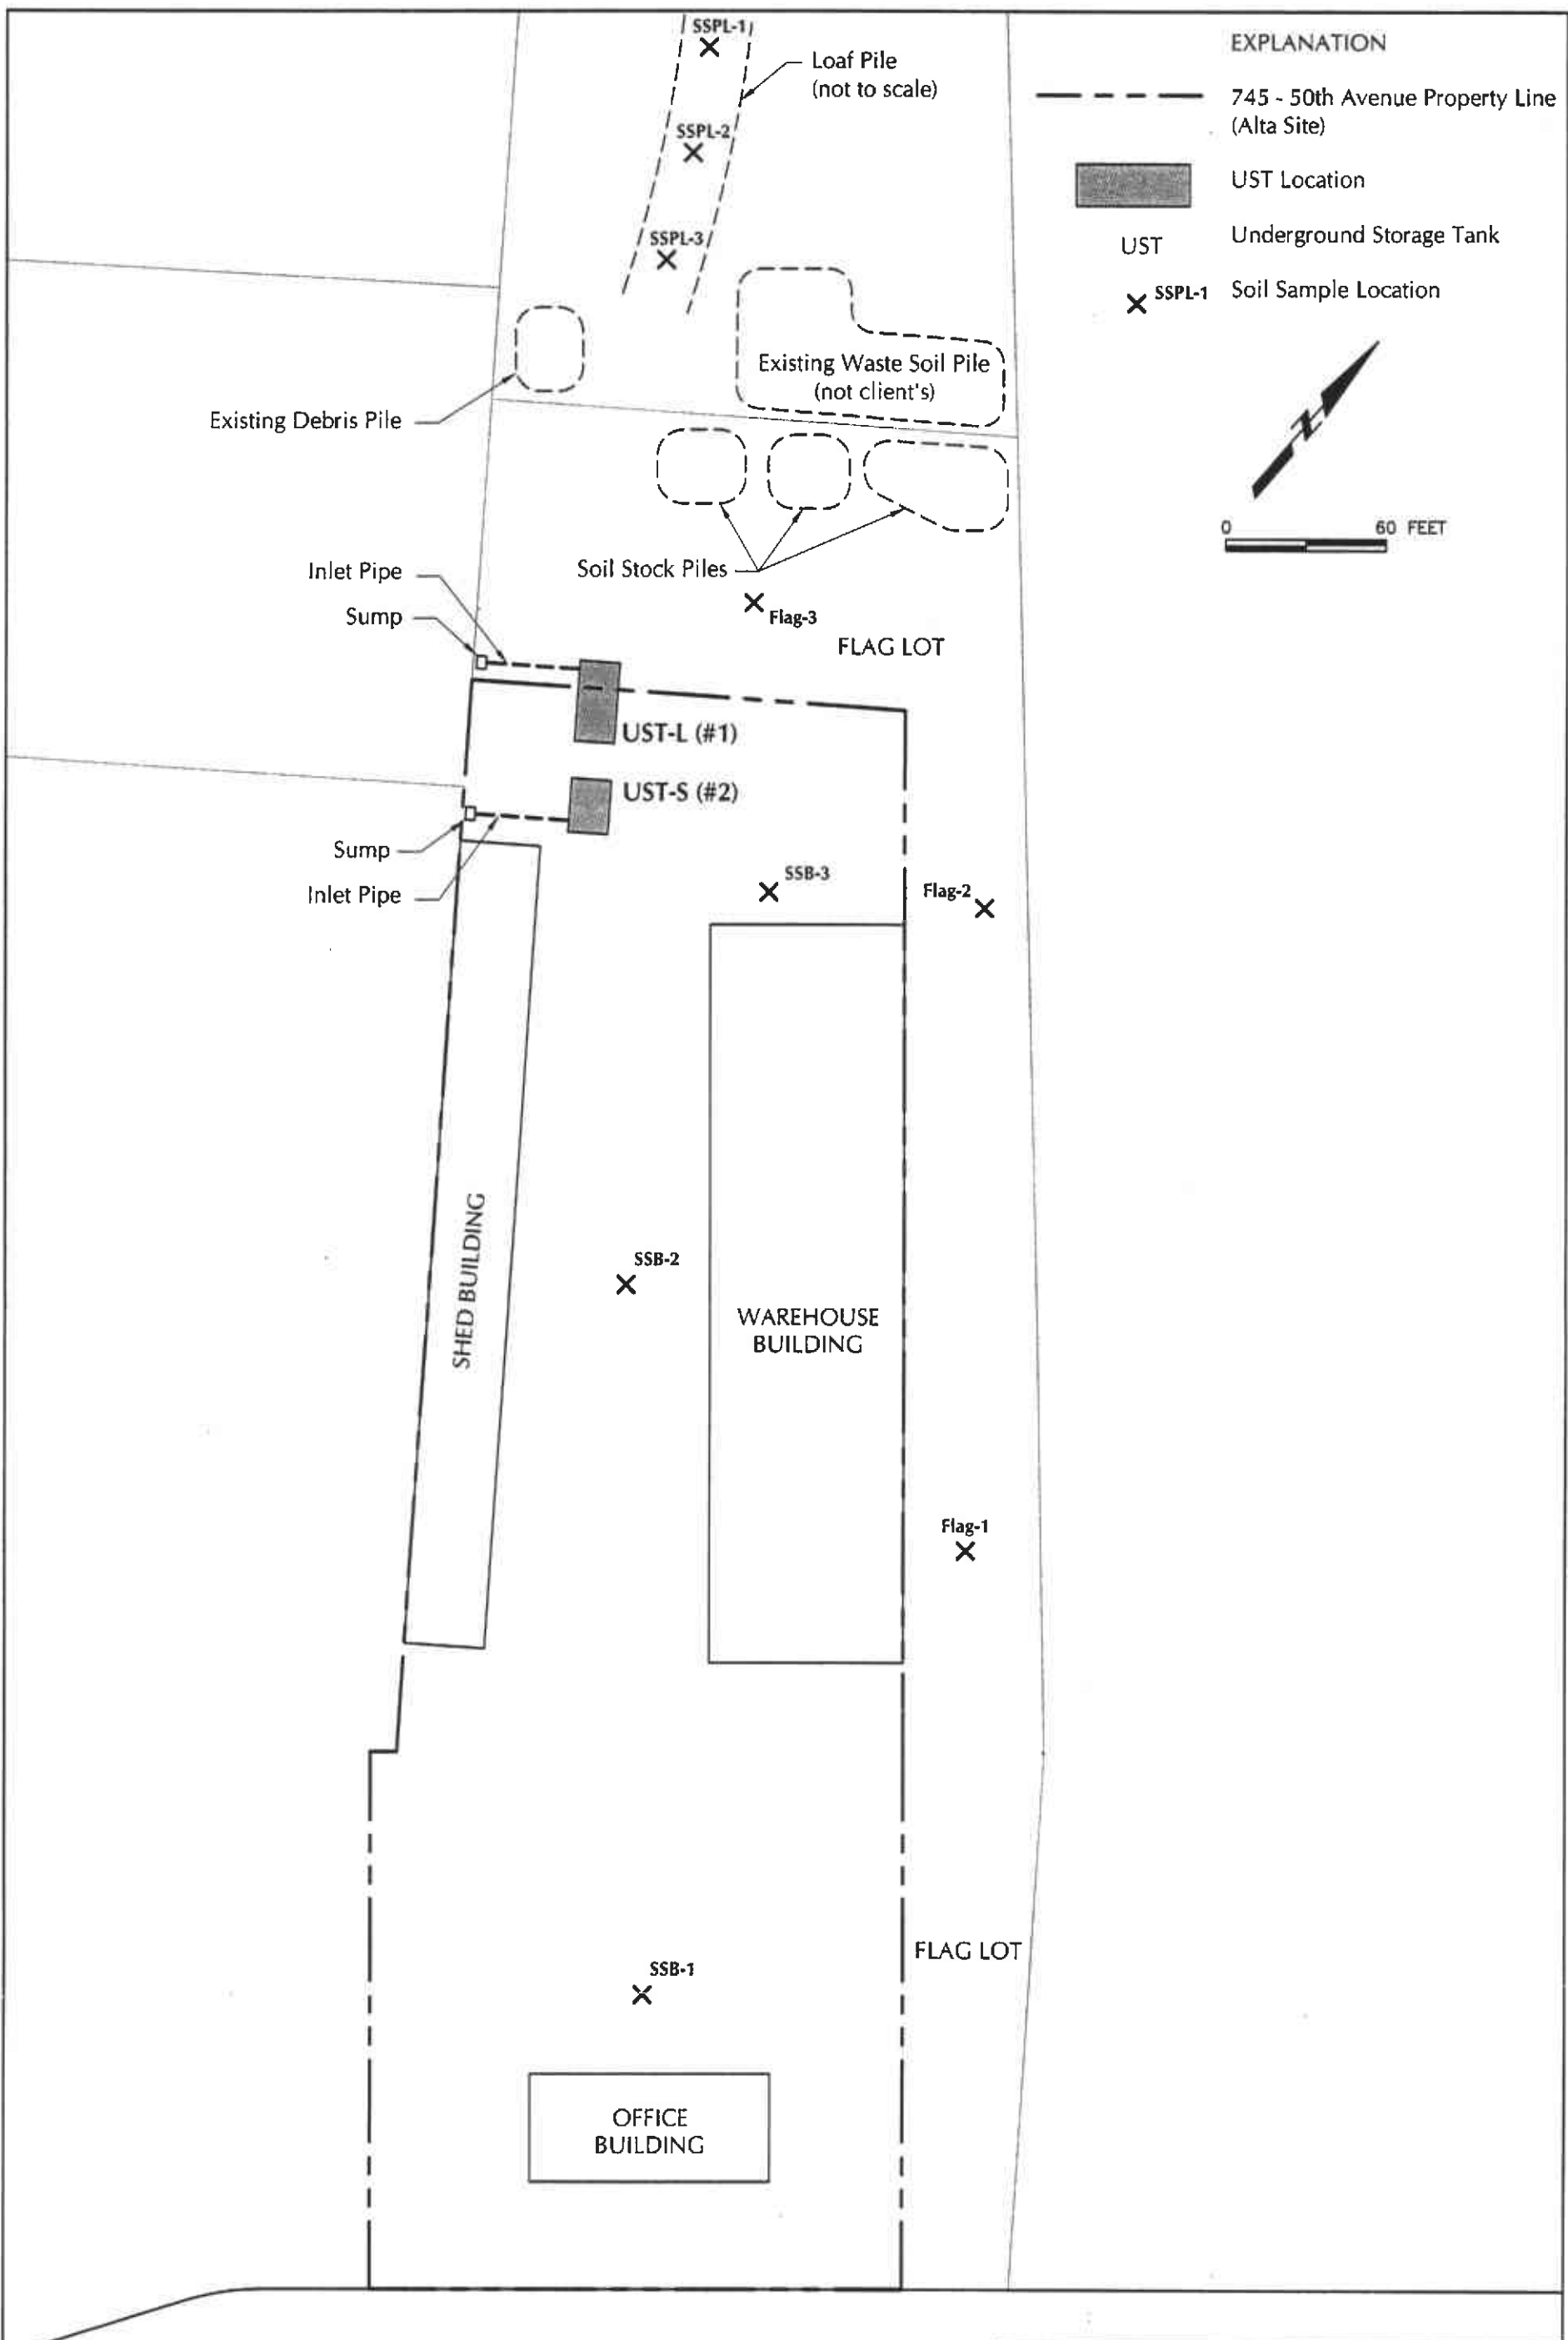 SSPL-1
Loaf Pile
(not to scale)
SSPL-2
SSPL-3
EXPLANATION
745 - 50th Avenue Property Line
(Alta Site)
UST Location
UST
Underground Storage Tank
SSPL-1
Soil Sample Location
N
0
60 FEET
Existing Waste Soil Pile
(not client's)
Existing Debris Pile
Soil Stock Piles
Inlet Pipe
Sump
Flag-3
FLAG LOT
UST-L (#1)
UST-S (#2)
Sump
Inlet Pipe
SSB-3
Flag-2
SHED BUILDING
SSB-2
WAREHOUSE
BUILDING
Flag-1
FLAG LOT
SSB-1
OFFICE
BUILDING